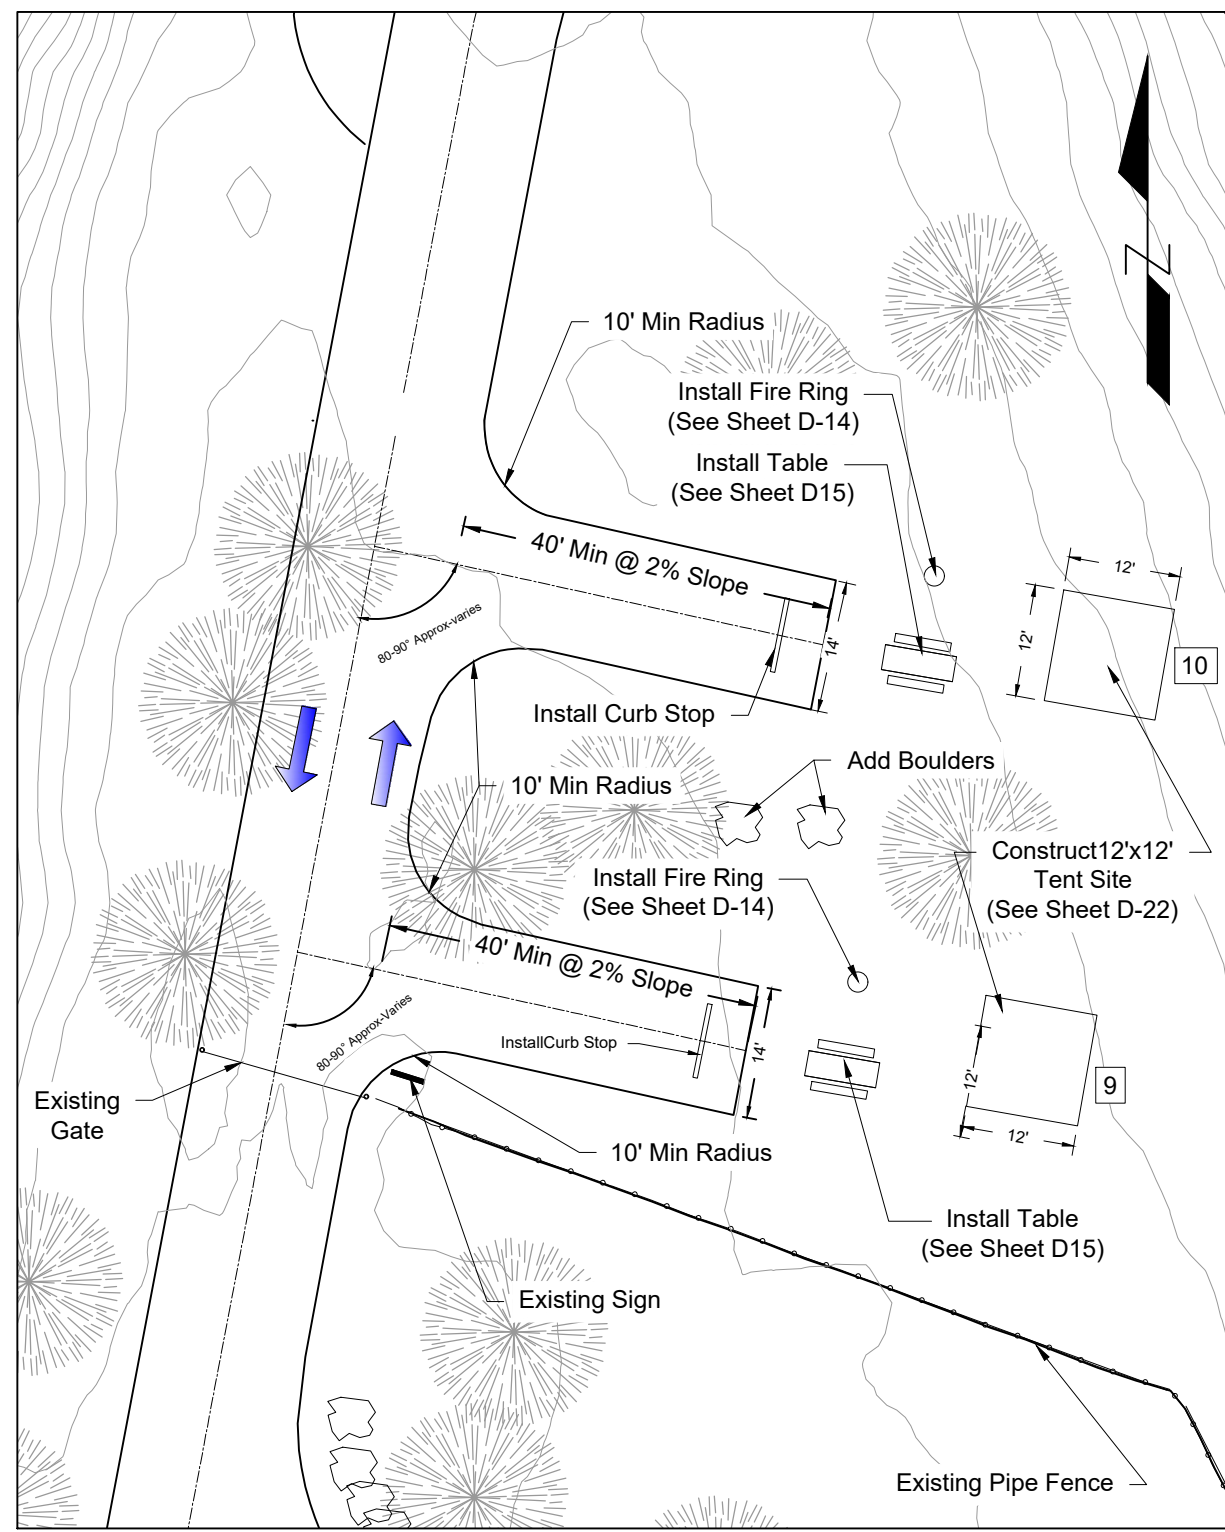 10' Min Radius
Install Fire Ring
(See Sheet D-14)
Install Table
(See Sheet D15)
40' Min @ 2% Slope
12'
12'
14'
80-90° Approx-varies
10
Install Curb Stop
Add Boulders
10' Min Radius
Construct12'x12'
Tent Site
(See Sheet D-22)
Install Fire Ring
(See Sheet D-14)
40' Min @ 2% Slope
80-90° Approx-Varies
InstallCurb Stop
14'
12'
12'
9
Existing
Gate
10' Min Radius
Install Table
(See Sheet D15)
Existing Sign
Existing Pipe Fence
N